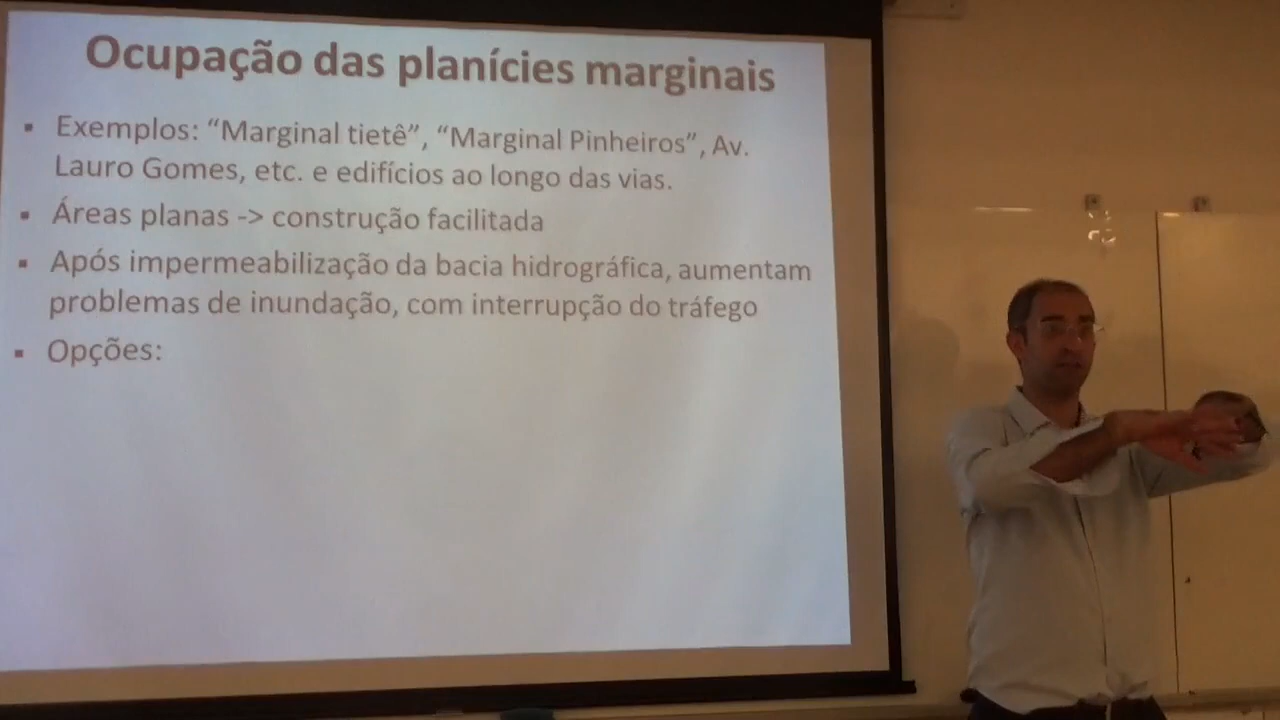 Ocupação das planícies marginais
▪ Exemplos: “Marginal tietê”, “Marginal Pinheiros”, Av.
Lauro Gomes, etc. e edifícios ao longo das vias.
▪ Áreas planas -> construção facilitada
▪ Após impermeabilização da bacia hidrográfica, aumentam
problemas de inundação, com interrupção do tráfego
▪ Opções: